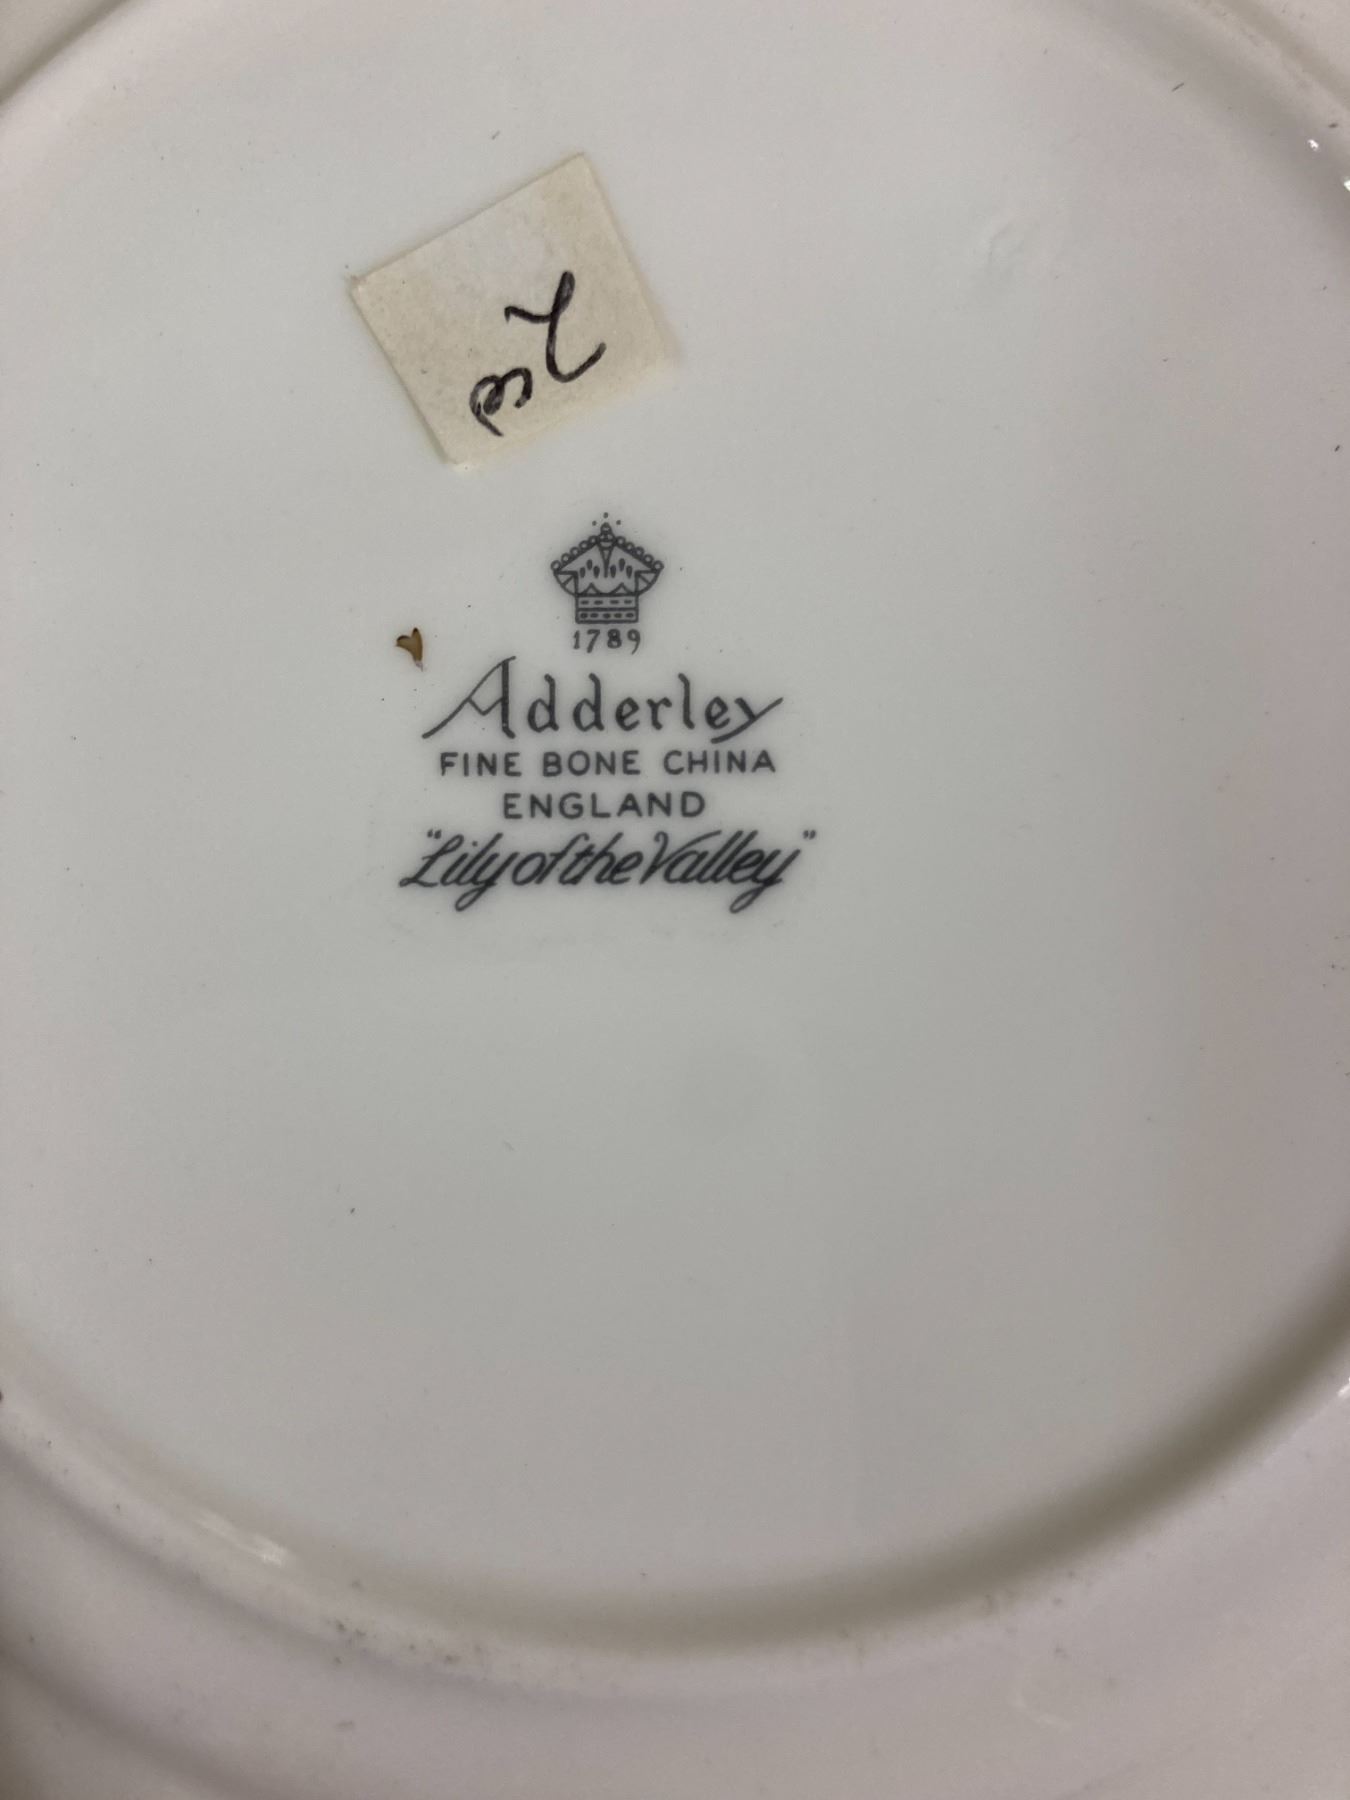 1789
Adderley
FINE BONE CHINA
ENGLAND
"Lily of the Valley"